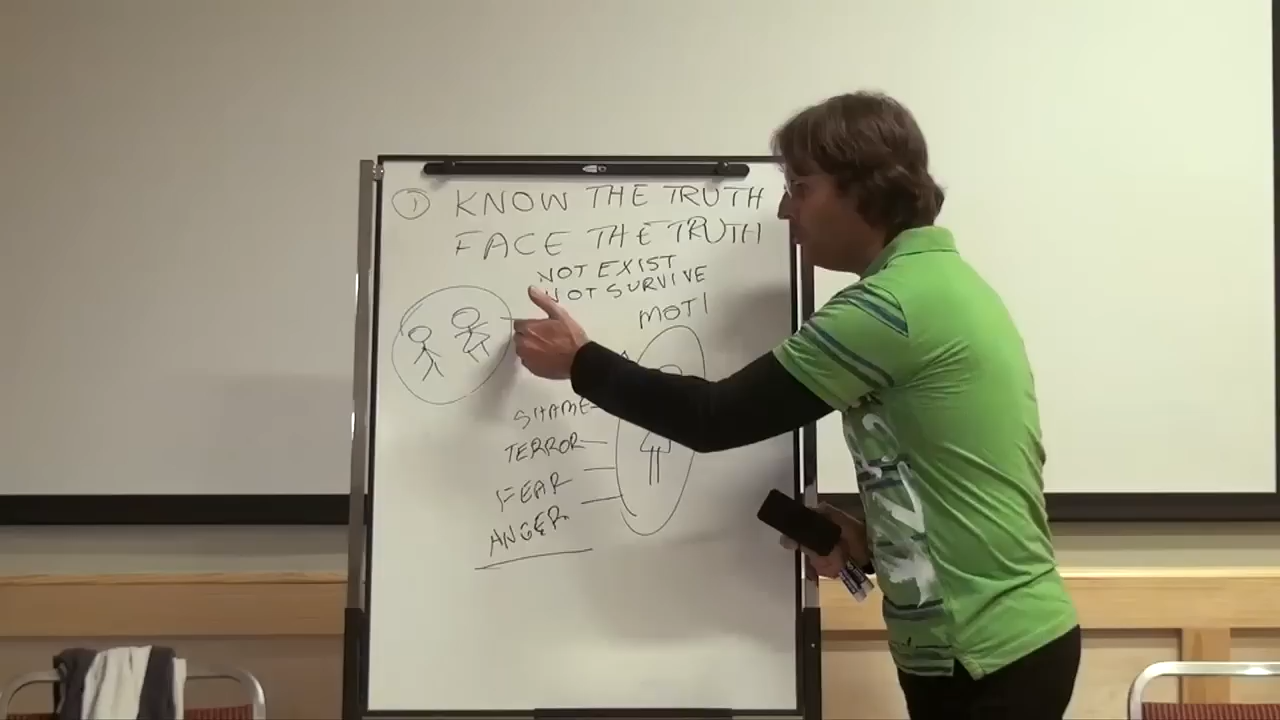 1 KNOW THE TRUTH
FACE THE TRUTH
NOT EXIST
NOT SURVIVE
MOTI
SHAME
TERROR
FEAR
ANGER